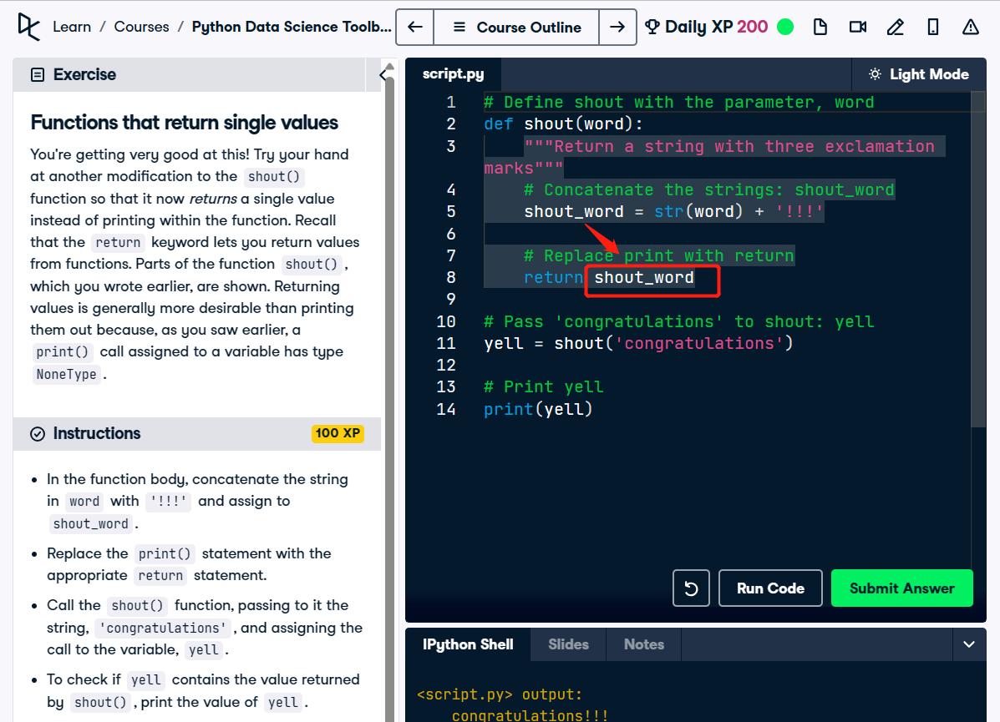 Learn / Courses / Python Data Science Toolb...
Course Outline
Daily XP 200
Exercise
Functions that return single values
You're getting very good at this! Try your hand
at another modification to the shout()
function so that it now returns a single value
instead of printing within the function. Recall
that the return keyword lets you return values
from functions. Parts of the function shout(),
which you wrote earlier, are shown. Returning
values is generally more desirable than printing
them out because, as you saw earlier, a
print() call assigned to a variable has type
NoneType.
Instructions
100 XP
In the function body, concatenate the string
in word with '!!!' and assign to
shout_word.
Replace the print() statement with the
appropriate return statement.
Call the shout() function, passing to it the
string, 'congratulations', and assigning the
call to the variable, yell.
To check if yell contains the value returned
by shout(), print the value of yell.
script.py
Light Mode
1 # Define shout with the parameter, word
2 def shout(word):
3 """Return a string with three exclamation
marks"""
4 # Concatenate the strings: shout_word
5 shout_word = str(word) + '!!!'
6
7 # Replace print with return
8 return shout_word
9
10 # Pass 'congratulations' to shout: yell
11 yell = shout('congratulations')
12
13 # Print yell
14 print(yell)
Run Code
Submit Answer
IPython Shell
Slides
Notes
<script.py> output:
congratulations!!!